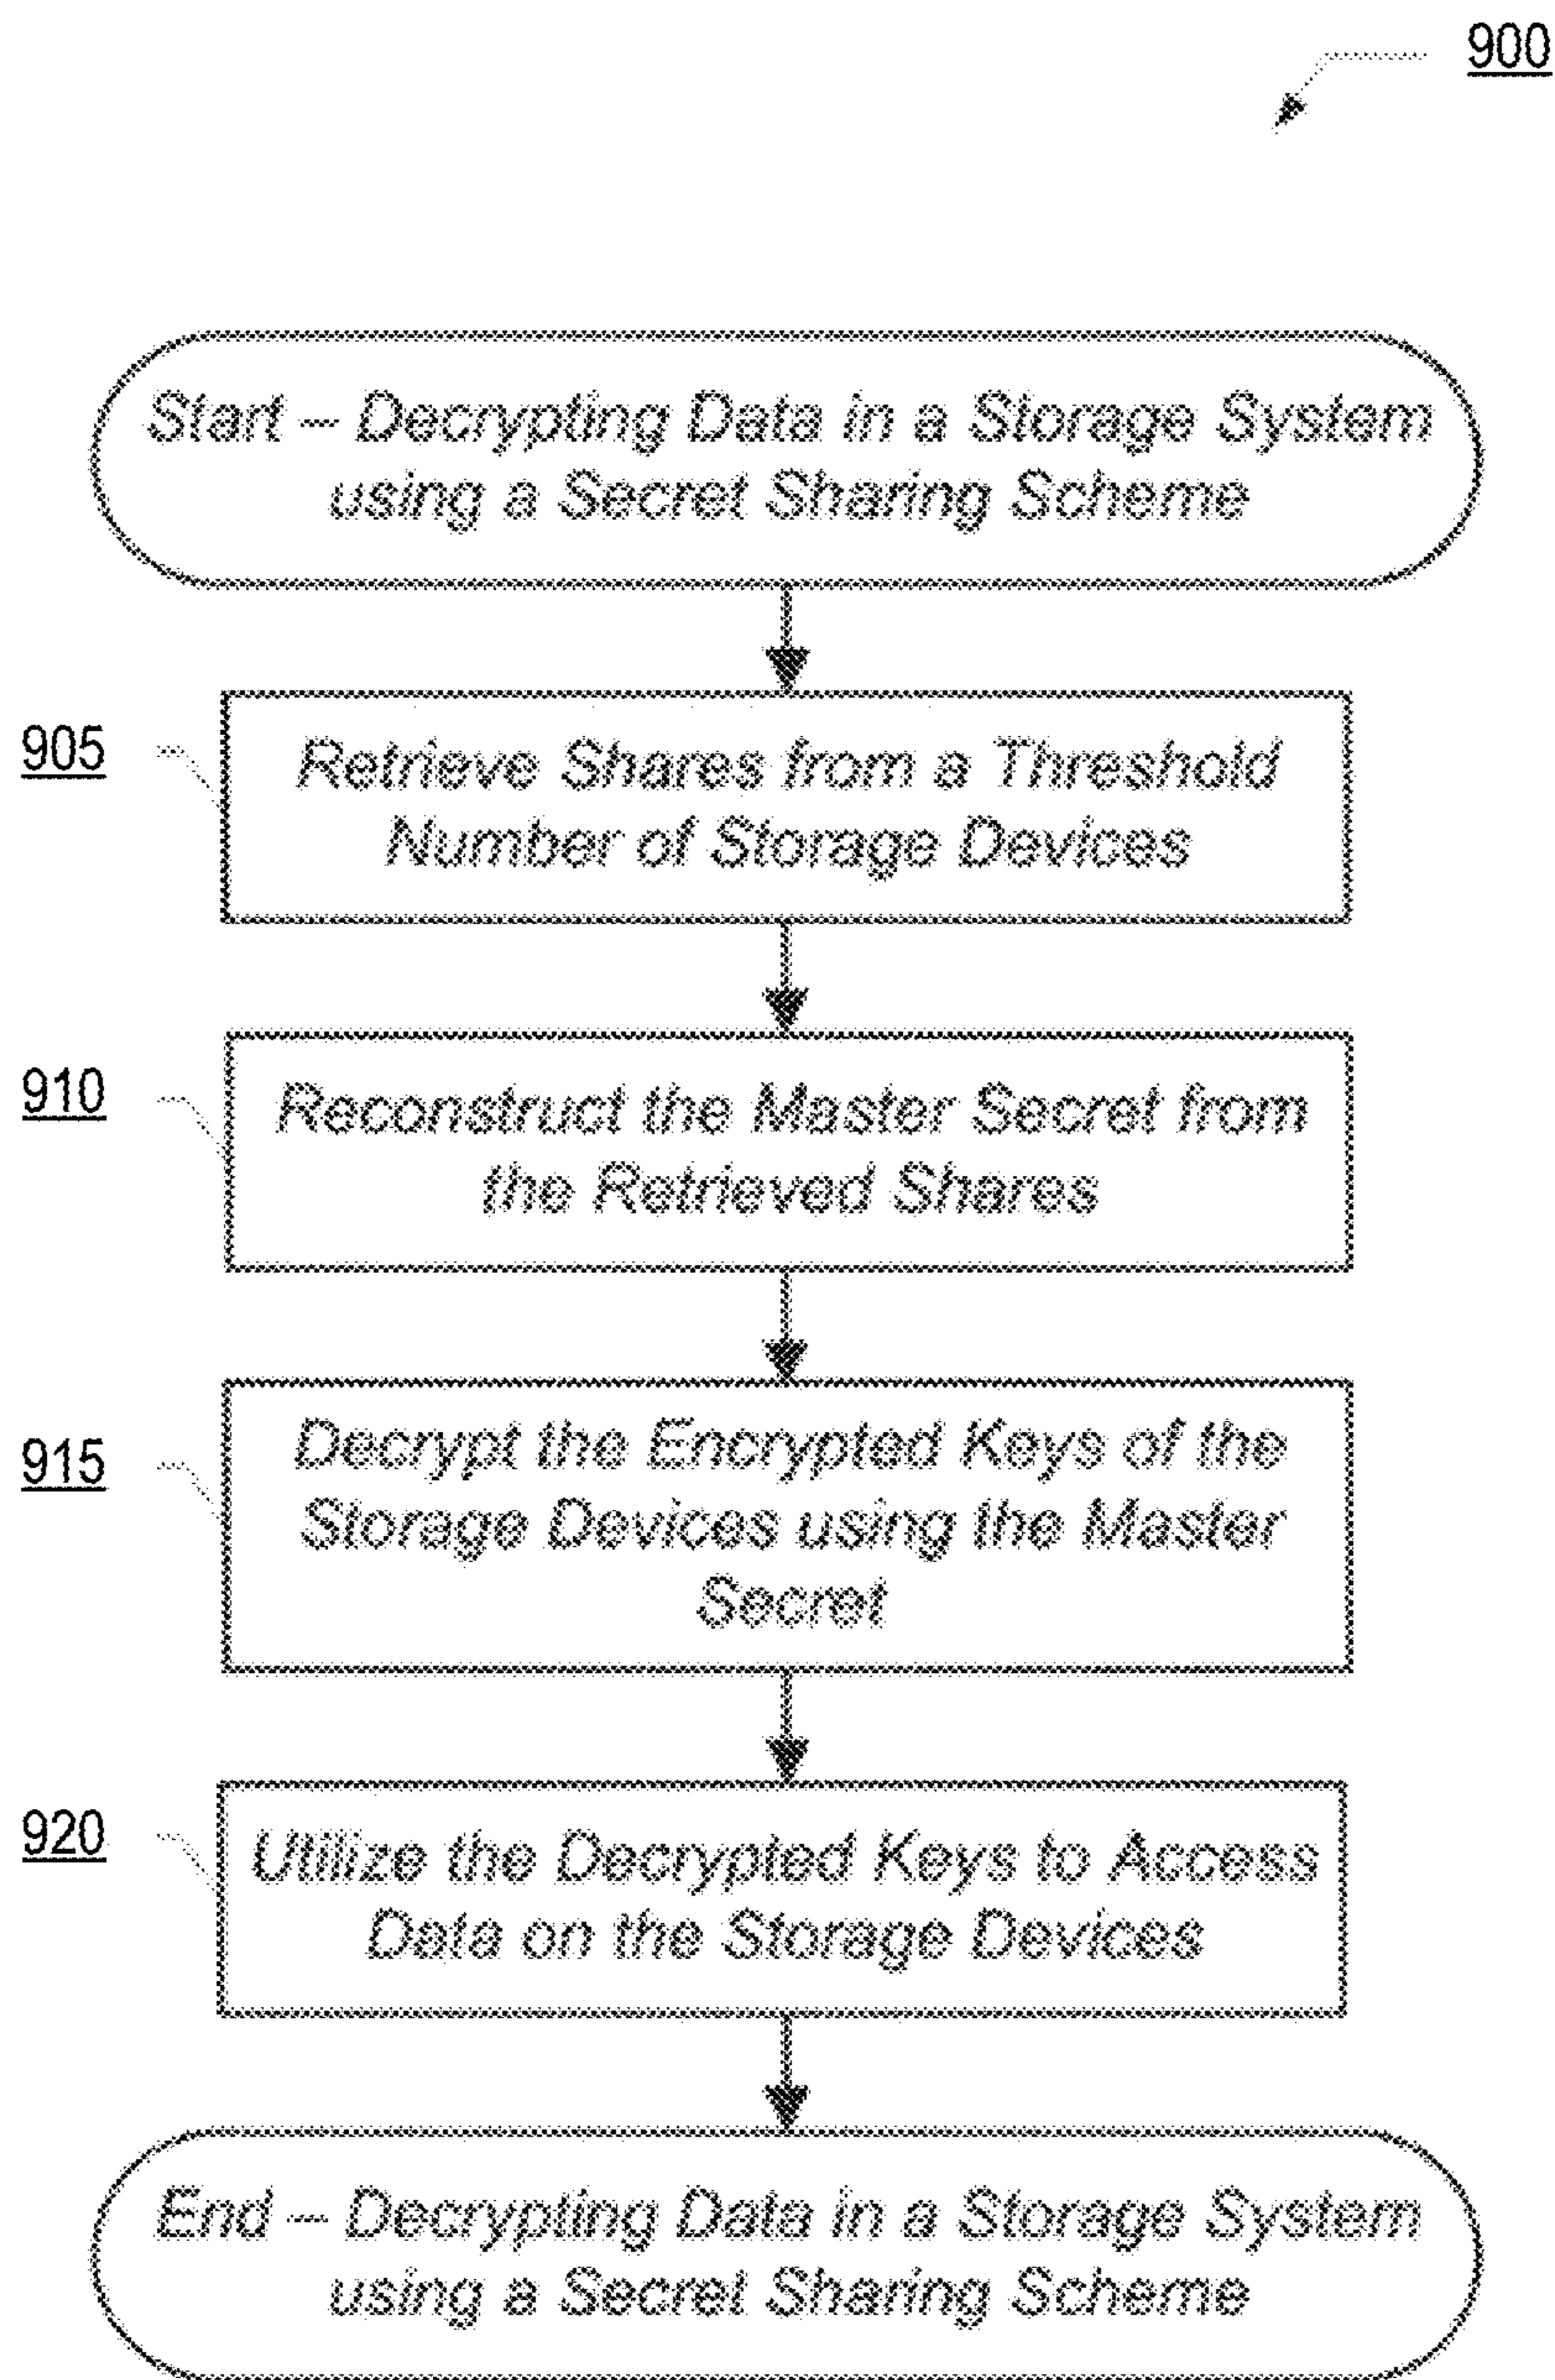 900
Start – Decrypting Data in a Storage System
using a Secret Sharing Scheme
905
Retrieve Shares from a Threshold
Number of Storage Devices
910
Reconstruct the Master Secret from
the Retrieved Shares
915
Decrypt the Encrypted Keys of the
Storage Devices using the Master
Secret
920
Utilize the Decrypted Keys to Access
Data on the Storage Devices
End – Decrypting Data in a Storage System
using a Secret Sharing Scheme